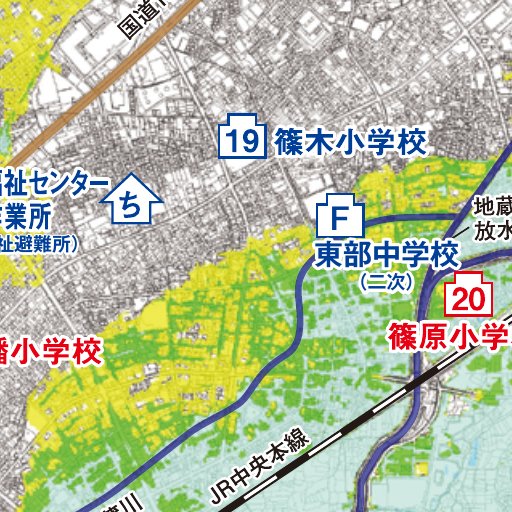 国道
19 篠木小学校
祉センター
業所
祉避難所）
ち
F
東部中学校
（二次）
地蔵
放水
20
篠原小学
小学校
JR中央本線
川